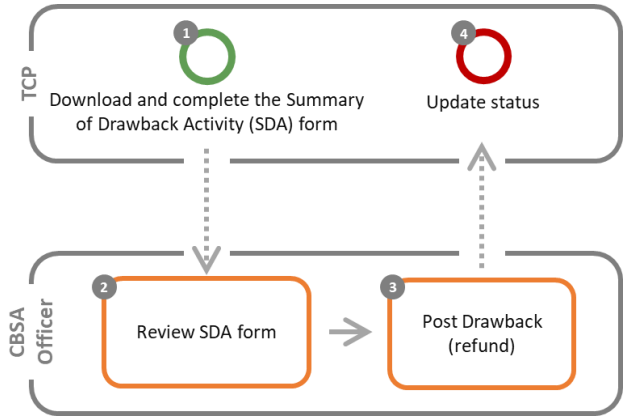 TCP
1
Download and complete the Summary
of Drawback Activity (SDA) form
4
Update status
CBSA
Officer
2
Review SDA form
3
Post Drawback
(refund)